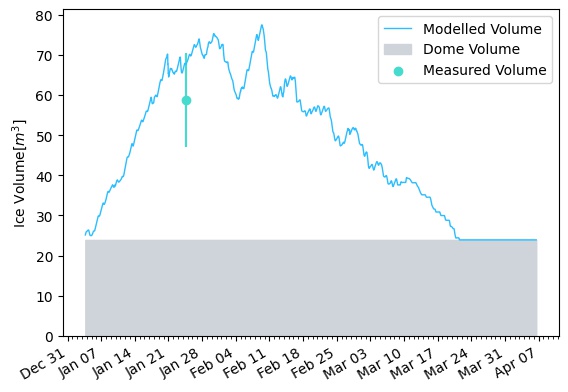 80
70
60
50
40
30
20
10
0
Ice Volume[m³]
Modelled Volume
Dome Volume
Measured Volume
Dec 31
Jan 07
Jan 14
Jan 21
Jan 28
Feb 04
Feb 11
Feb 18
Feb 25
Mar 03
Mar 10
Mar 17
Mar 24
Mar 31
Apr 07